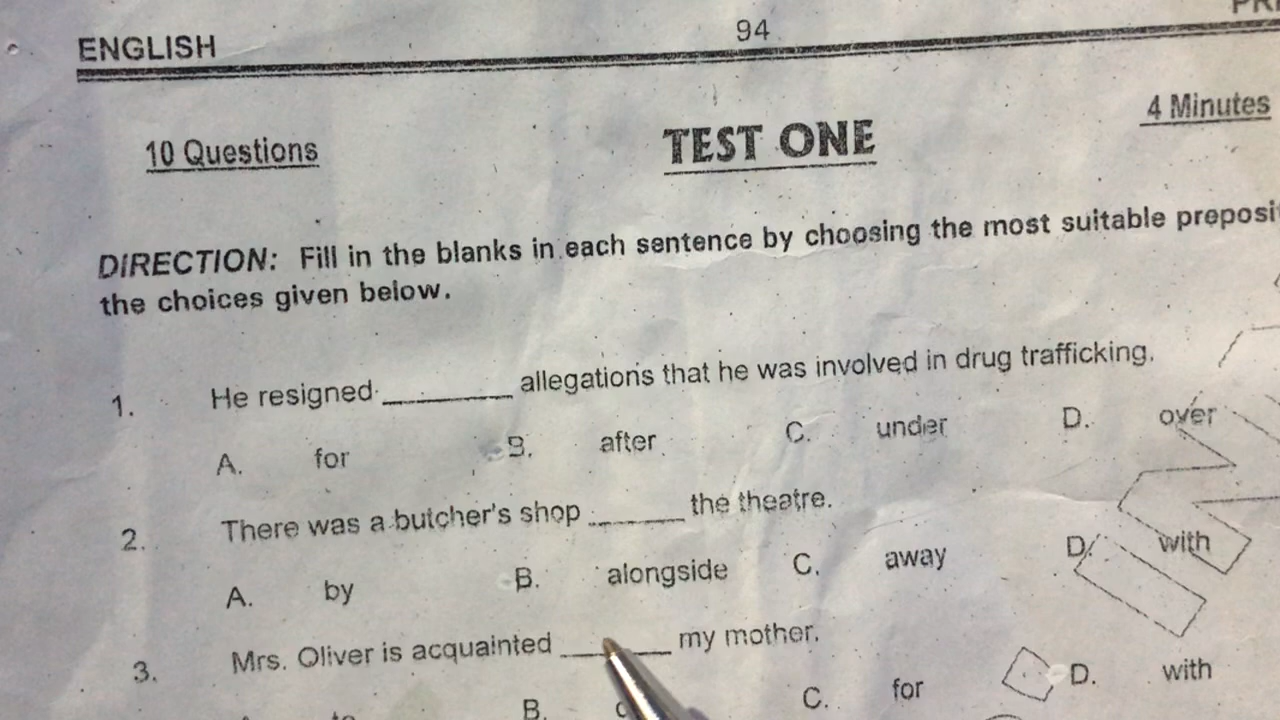 ENGLISH 94
10 Questions TEST ONE 4 Minutes
DIRECTION: Fill in the blanks in each sentence by choosing the most suitable
the choices given below.
1. He resigned ________ allegations that he was involved in drug trafficking.
A. for B. after C. under D. over
2. There was a butcher's shop ______ the theatre.
A. by B. alongside C. away D. with
3. Mrs. Oliver is acquainted _______ my mother.
B. C. for D. with